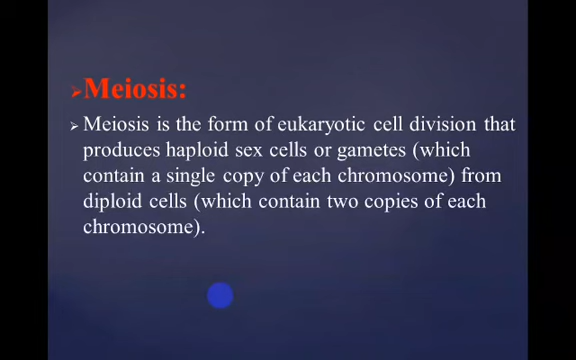 Meiosis:
Meiosis is the form of eukaryotic cell division that
produces haploid sex cells or gametes (which
contain a single copy of each chromosome) from
diploid cells (which contain two copies of each
chromosome).